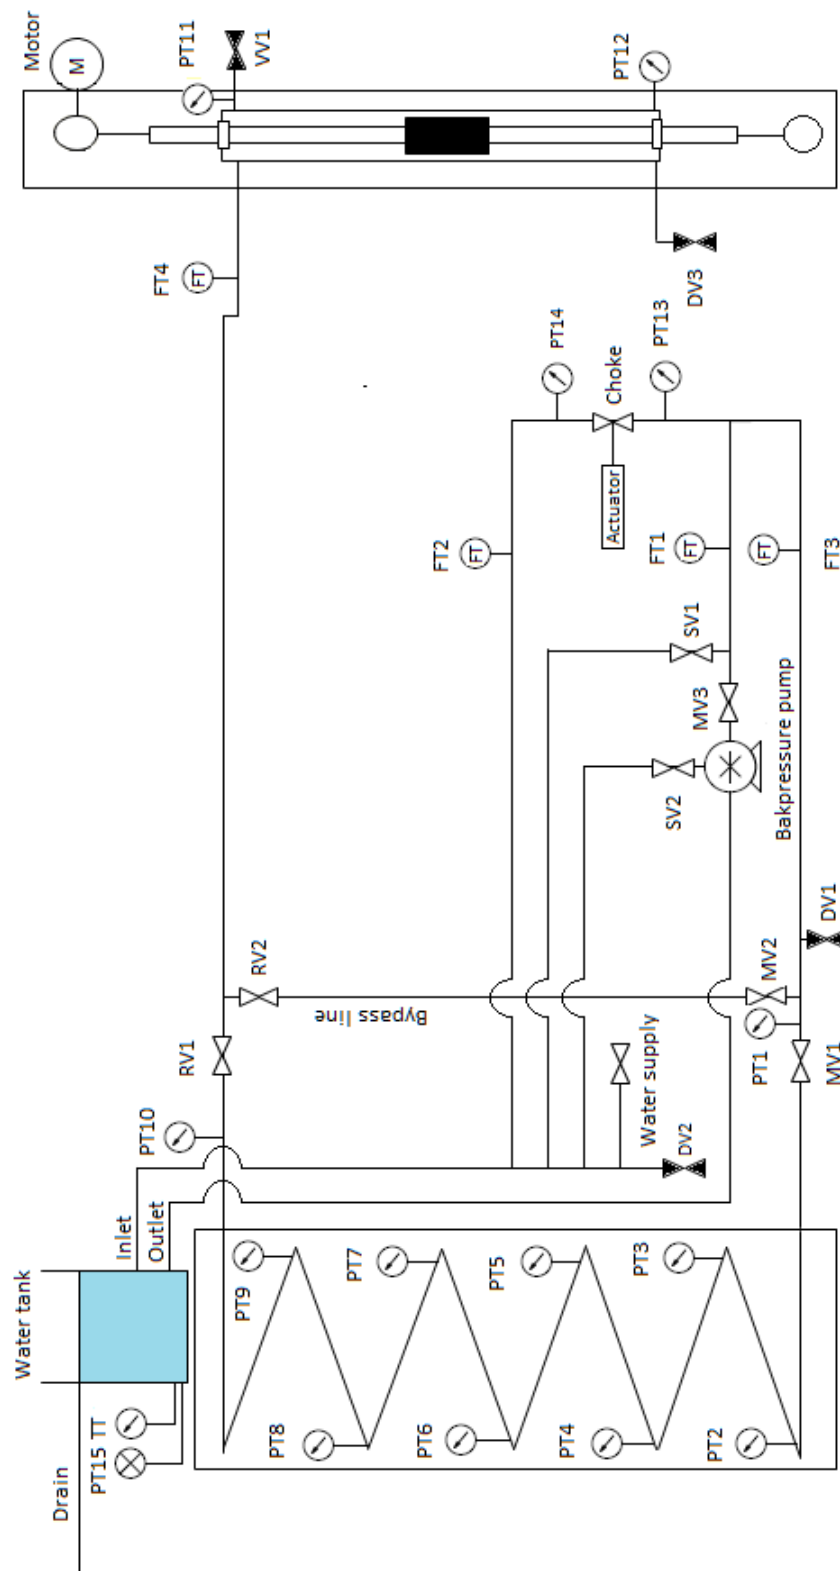 Motor
M
PT11
VV1
PT12
FT4
FT
DV3
PT14
PT13
Choke
Actuator
FT2
FT
FT1
FT
FT
FT3
SV1
MV3
SV2
Bakpressure pump
RV2
MV2
DV1
Bypass line
RV1
PT1
MV1
Water supply
DV2
PT10
Inlet
Outlet
Water tank
PT9
PT7
PT5
PT3
PT8
PT6
PT4
PT2
TT
PT15
Drain